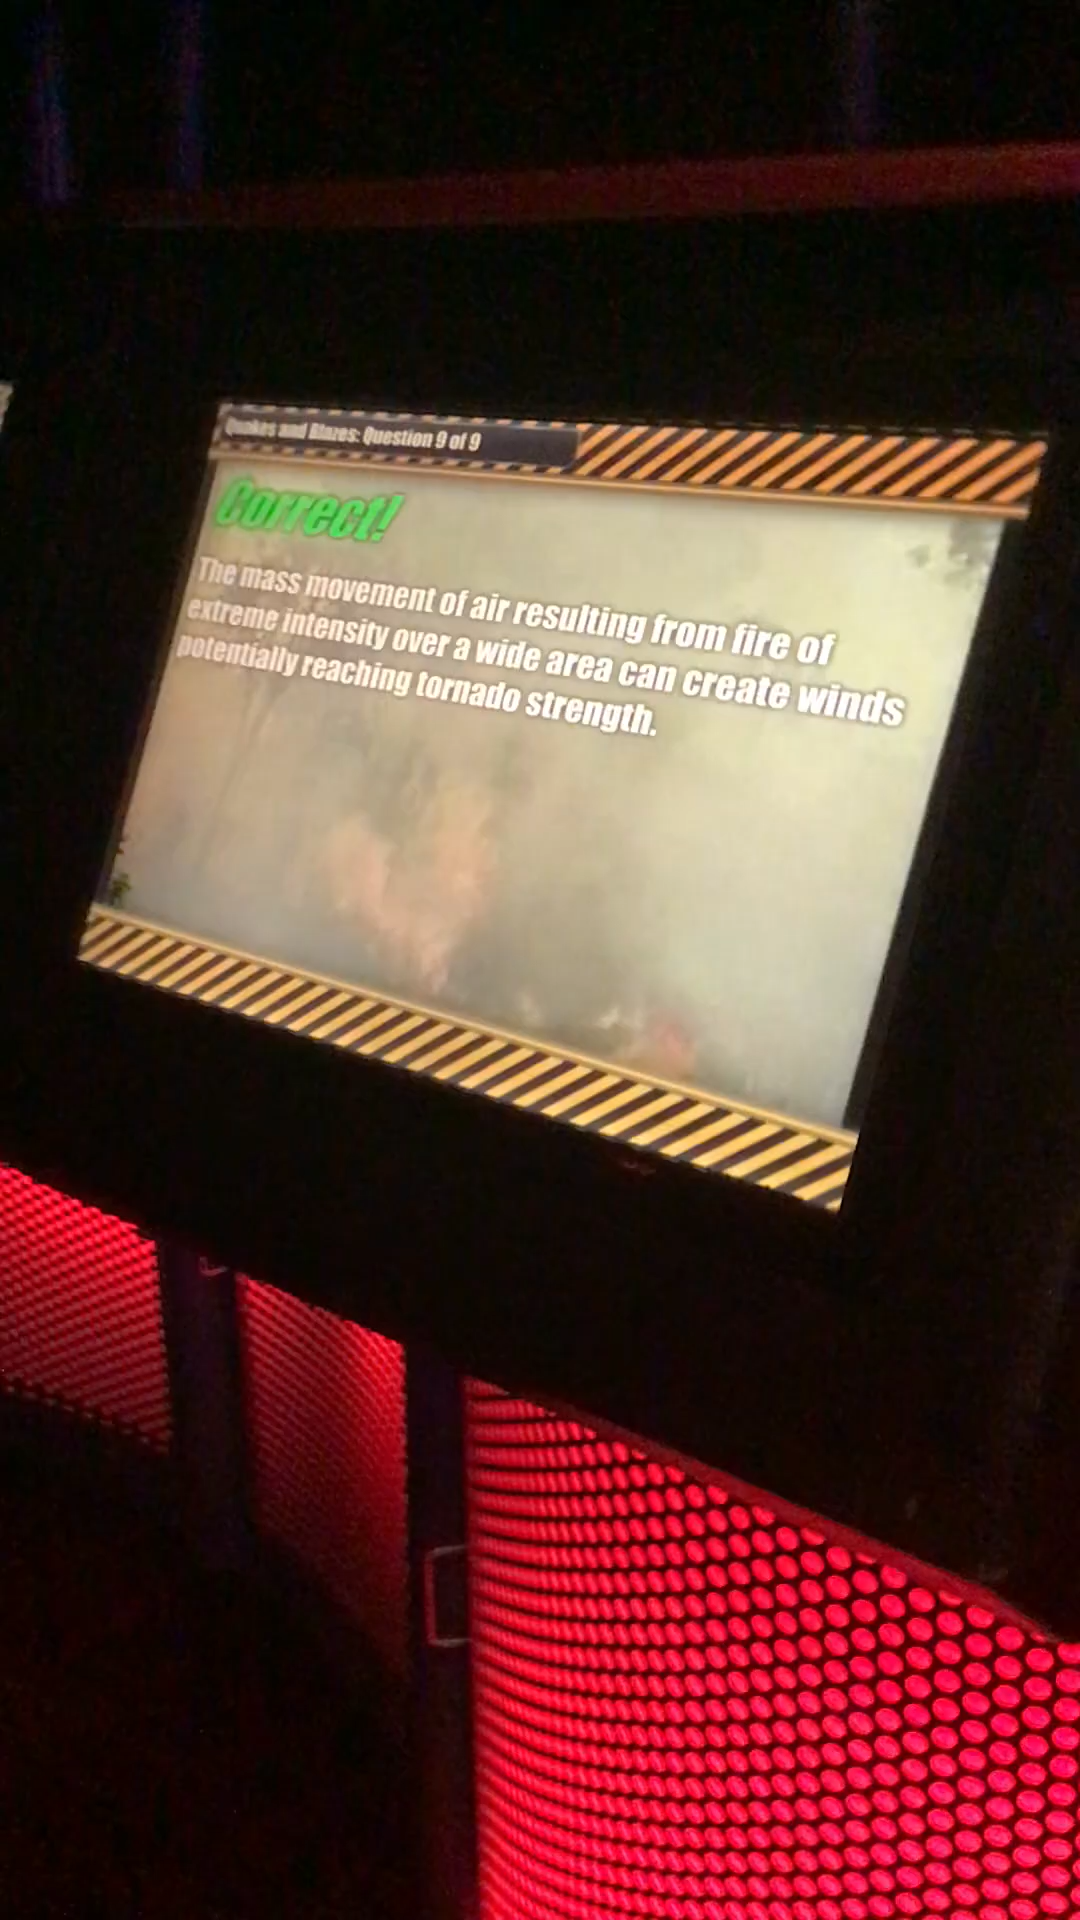 Quakes and Blazes: Question 9 of 9
Correct!
The mass movement of air resulting from fire of
extreme intensity over a wide area can create winds
potentially reaching tornado strength.